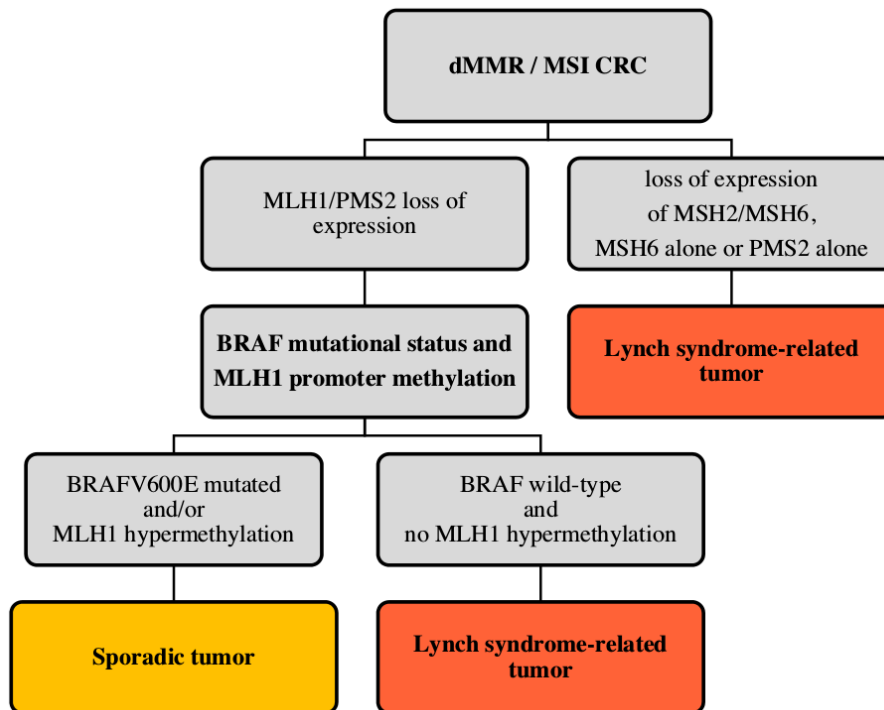 dMMR / MSI CRC
MLH1/PMS2 loss of
expression
loss of expression
of MSH2/MSH6,
MSH6 alone or PMS2 alone
BRAF mutational status and
MLH1 promoter methylation
Lynch syndrome-related
tumor
BRAFV600E mutated
and/or
MLH1 hypermethylation
BRAF wild-type
and
no MLH1 hypermethylation
Sporadic tumor
Lynch syndrome-related
tumor